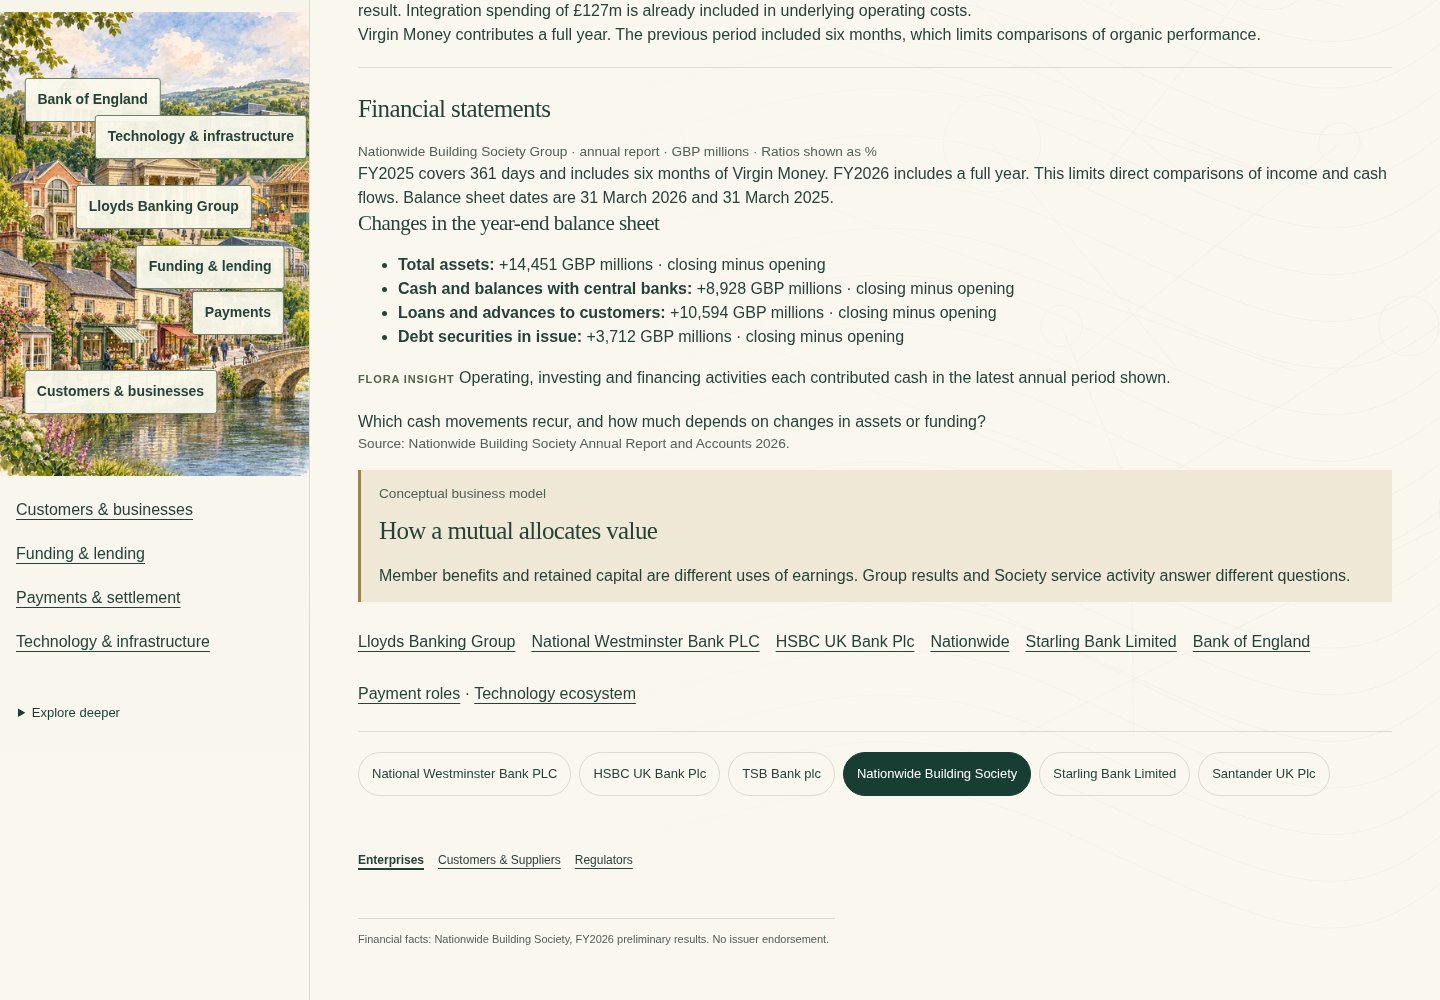 Bank of England
Technology & infrastructure
Lloyds Banking Group
Funding & lending
Payments
Customers & businesses
Customers & businesses
Funding & lending
Payments & settlement
Technology & infrastructure
▶ Explore deeper
result. Integration spending of £127m is already included in underlying operating costs.
Virgin Money contributes a full year. The previous period included six months, which limits comparisons of organic performance.
Financial statements
Nationwide Building Society Group · annual report · GBP millions · Ratios shown as %
FY2025 covers 361 days and includes six months of Virgin Money. FY2026 includes a full year. This limits direct comparisons of income and cash
flows. Balance sheet dates are 31 March 2026 and 31 March 2025.
Changes in the year-end balance sheet
• Total assets: +14,451 GBP millions · closing minus opening
• Cash and balances with central banks: +8,928 GBP millions · closing minus opening
• Loans and advances to customers: +10,594 GBP millions · closing minus opening
• Debt securities in issue: +3,712 GBP millions · closing minus opening
FLORA INSIGHT Operating, investing and financing activities each contributed cash in the latest annual period shown.
Which cash movements recur, and how much depends on changes in assets or funding?
Source: Nationwide Building Society Annual Report and Accounts 2026.
Conceptual business model
How a mutual allocates value
Member benefits and retained capital are different uses of earnings. Group results and Society service activity answer different questions.
Lloyds Banking Group National Westminster Bank PLC HSBC UK Bank Plc Nationwide Starling Bank Limited Bank of England
Payment roles · Technology ecosystem
National Westminster Bank PLC HSBC UK Bank Plc TSB Bank plc Nationwide Building Society Starling Bank Limited Santander UK Plc
Enterprises Customers & Suppliers Regulators
Financial facts: Nationwide Building Society, FY2026 preliminary results. No issuer endorsement.